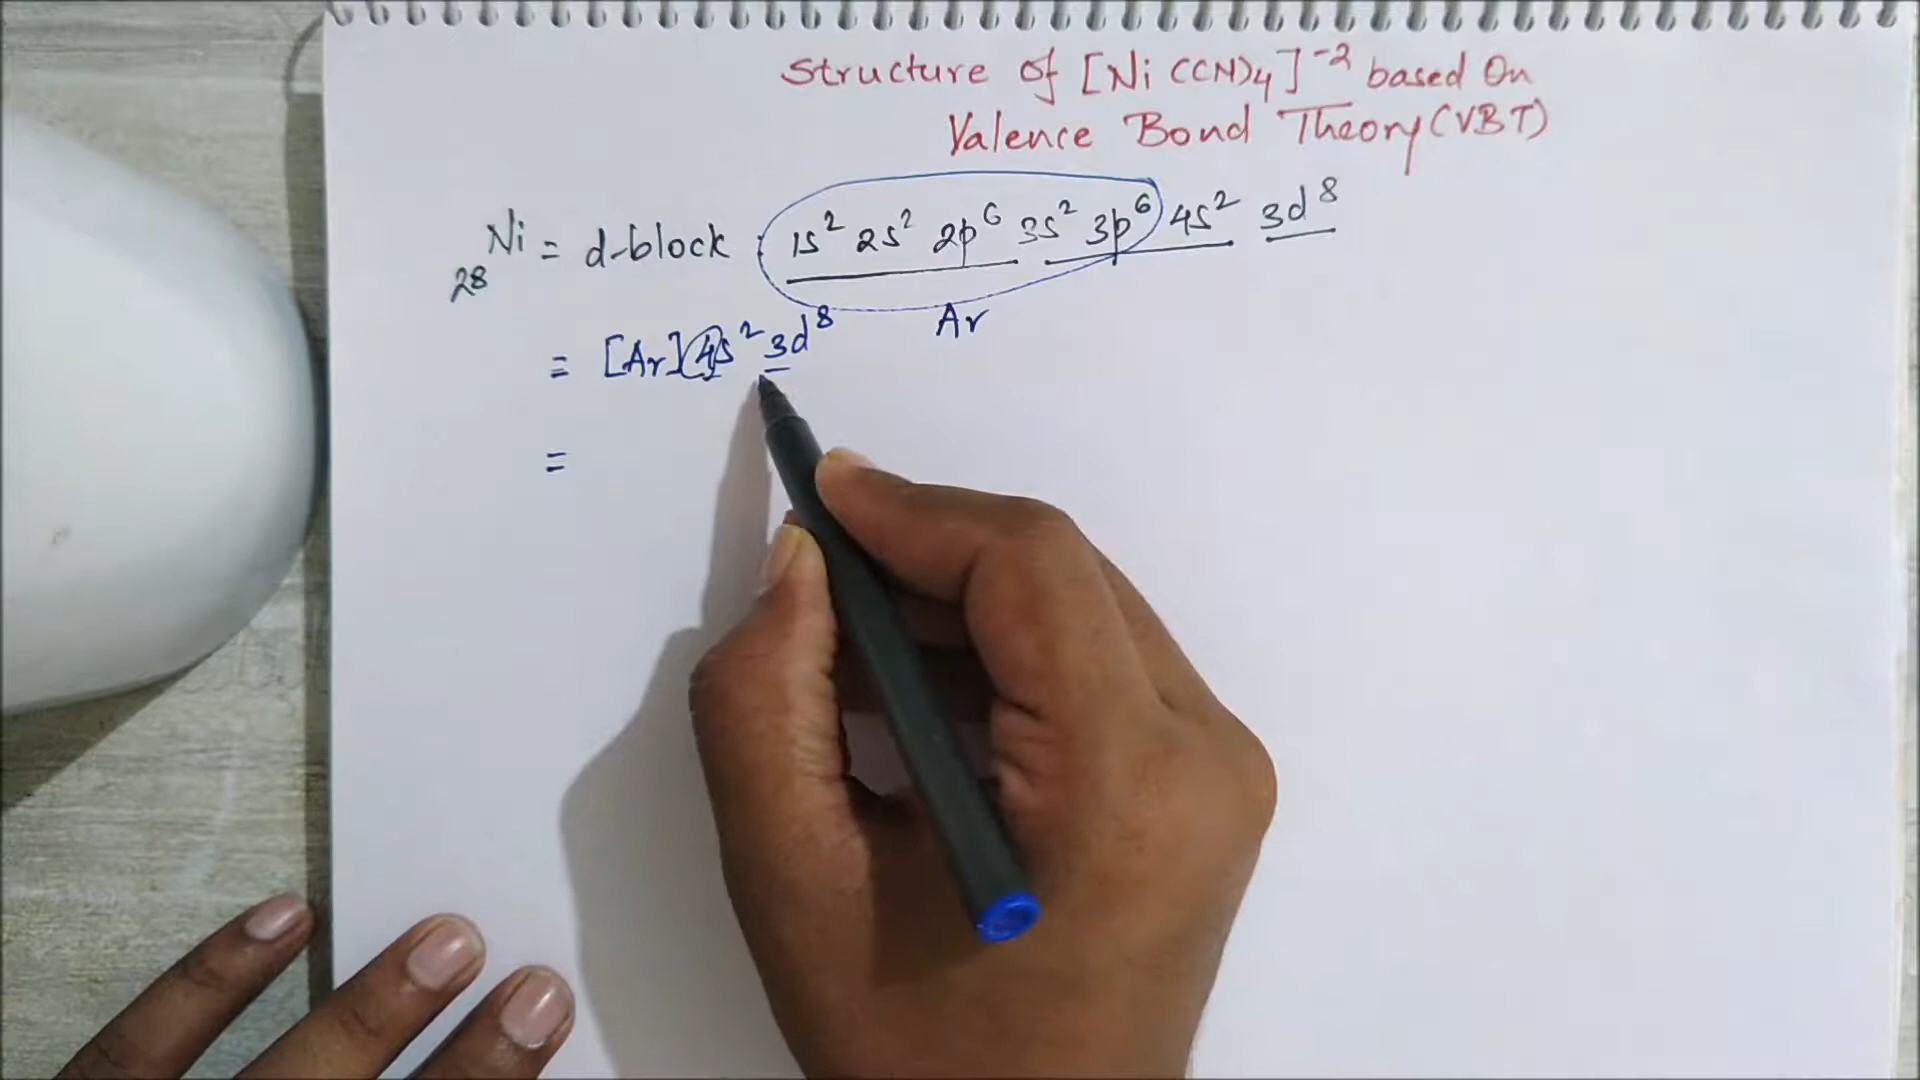 Structure of [Ni (CN)4]⁻² based on
Valence Bond Theory (VBT)
₂₈Ni = d-block 1s² 2s² 2p⁶ 3s² 3p⁶ 4s² 3d⁸
Ar
= [Ar] 4s² 3d⁸
=